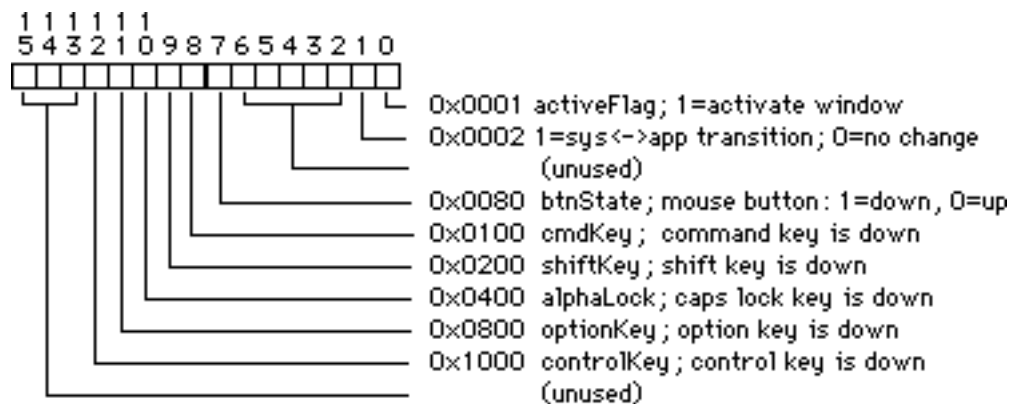 1 1 1 1 1 1
5 4 3 2 1 0 9 8 7 6 5 4 3 2 1 0
0x0001 activeFlag; 1=activate window
0x0002 1=sys<->app transition; 0=no change
(unused)
0x0080 btnState; mouse button: 1=down, 0=up
0x0100 cmdKey; command key is down
0x0200 shiftKey; shift key is down
0x0400 alphaLock; caps lock key is down
0x0800 optionKey; option key is down
0x1000 controlKey; control key is down
(unused)